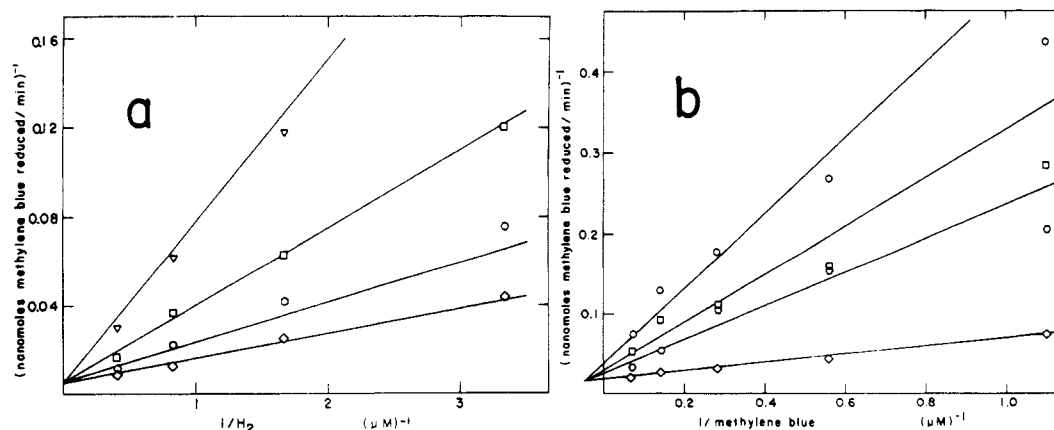 (nanomoles methylene blue reduced/min)⁻¹
0.16
0.12
0.08
0.04
a
1
2
3
1/H₂ (μM)⁻¹
(nanomoles methylene blue reduced/min)⁻¹
0.4
0.3
0.2
0.1
b
0.2
0.4
0.6
0.8
1.0
1/methylene blue (μM)⁻¹